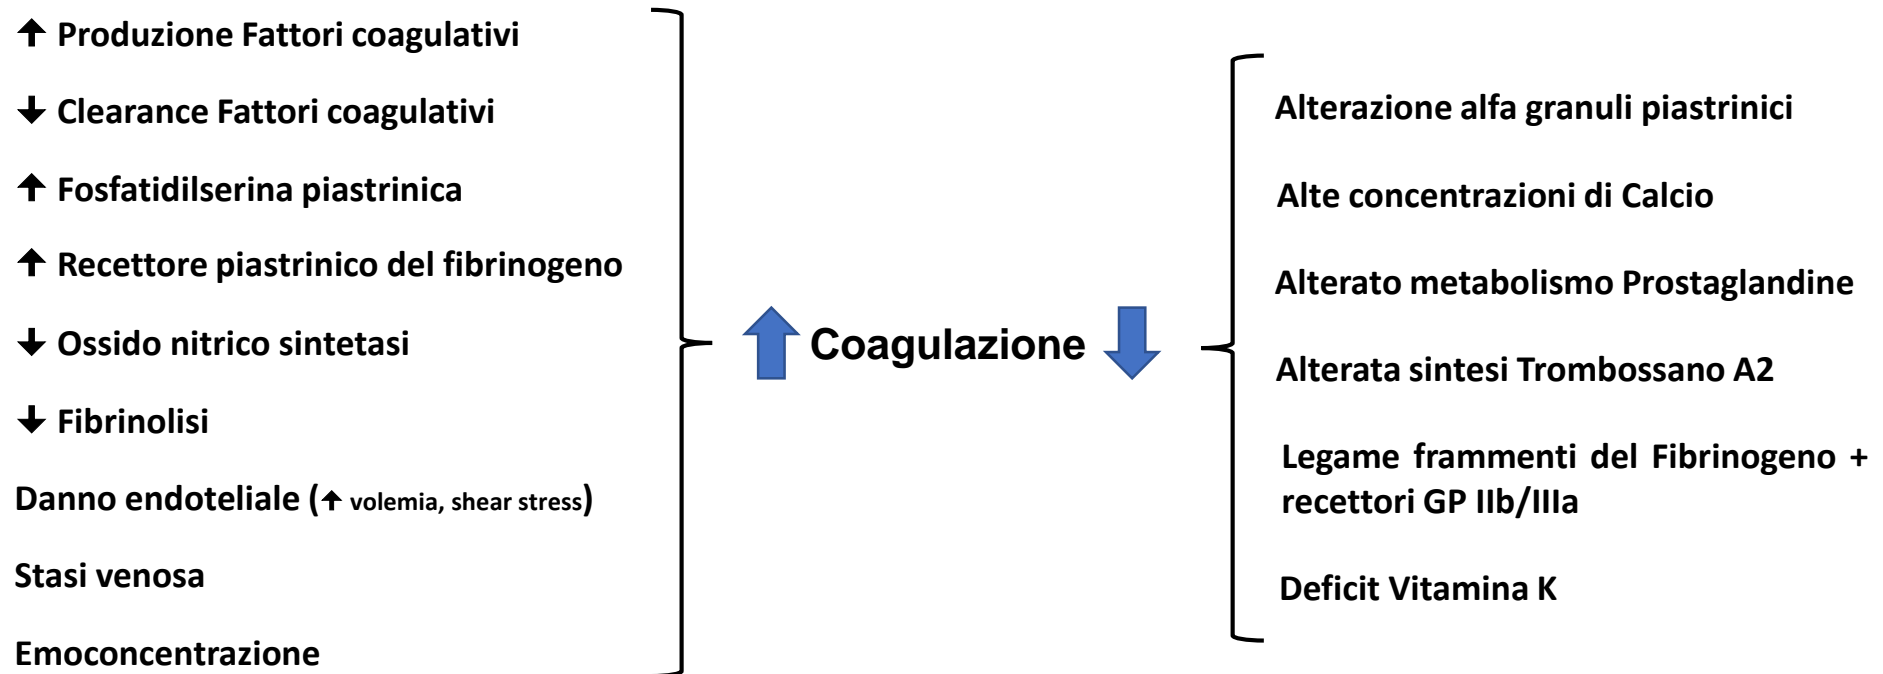 ↑ Produzione Fattori coagulativi
↓ Clearance Fattori coagulativi
↑ Fosfatidilserina piastrinica
↑ Recettore piastrinico del fibrinogeno
↓ Ossido nitrico sintetasi
↓ Fibrinolisi
Danno endoteliale (↑ volemia, shear stress)
Stasi venosa
Emoconcentrazione
Coagulazione
Alterazione alfa granuli piastrinici
Alte concentrazioni di Calcio
Alterato metabolismo Prostaglandine
Alterata sintesi Trombossano A2
Legame frammenti del Fibrinogeno +
recettori GP IIb/IIIa
Deficit Vitamina K